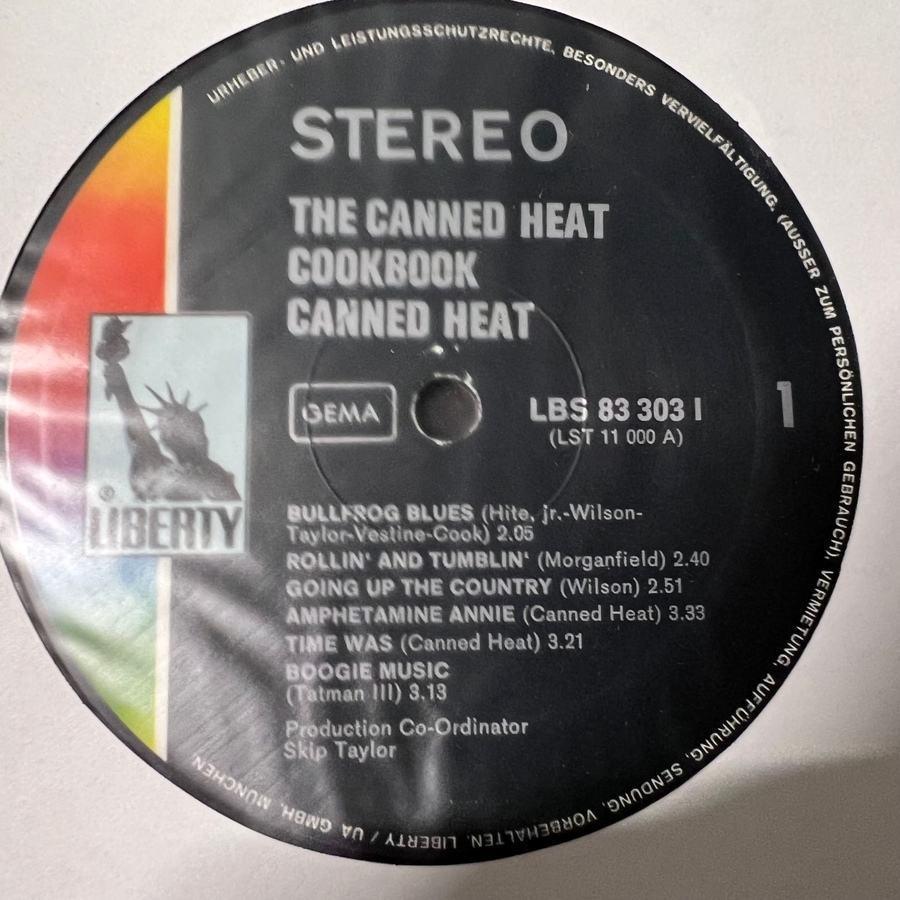 URHEBER- UND LEISTUNGSSCHUTZRECHTE, BESONDERS VERVIELFÄLTIGUNG, (AUSSER ZUM PERSÖNLICHEN GEBRAUCH), VERMIETUNG, AUFFÜHRUNG, SENDUNG, VORBEHALTEN. LIBERTY / UA GMBH, MÜNCHEN
STEREO
THE CANNED HEAT
COOKBOOK
CANNED HEAT
GEMA
LBS 83 303 I
(LST 11 000 A)
1
®
LIBERTY
BULLFROG BLUES (Hite, jr.-Wilson-
Taylor-Vestine-Cook) 2.05
ROLLIN' AND TUMBLIN' (Morganfield) 2.40
GOING UP THE COUNTRY (Wilson) 2.51
AMPHETAMINE ANNIE (Canned Heat) 3.33
TIME WAS (Canned Heat) 3.21
BOOGIE MUSIC
(Tatman III) 3.13
Production Co-Ordinator
Skip Taylor